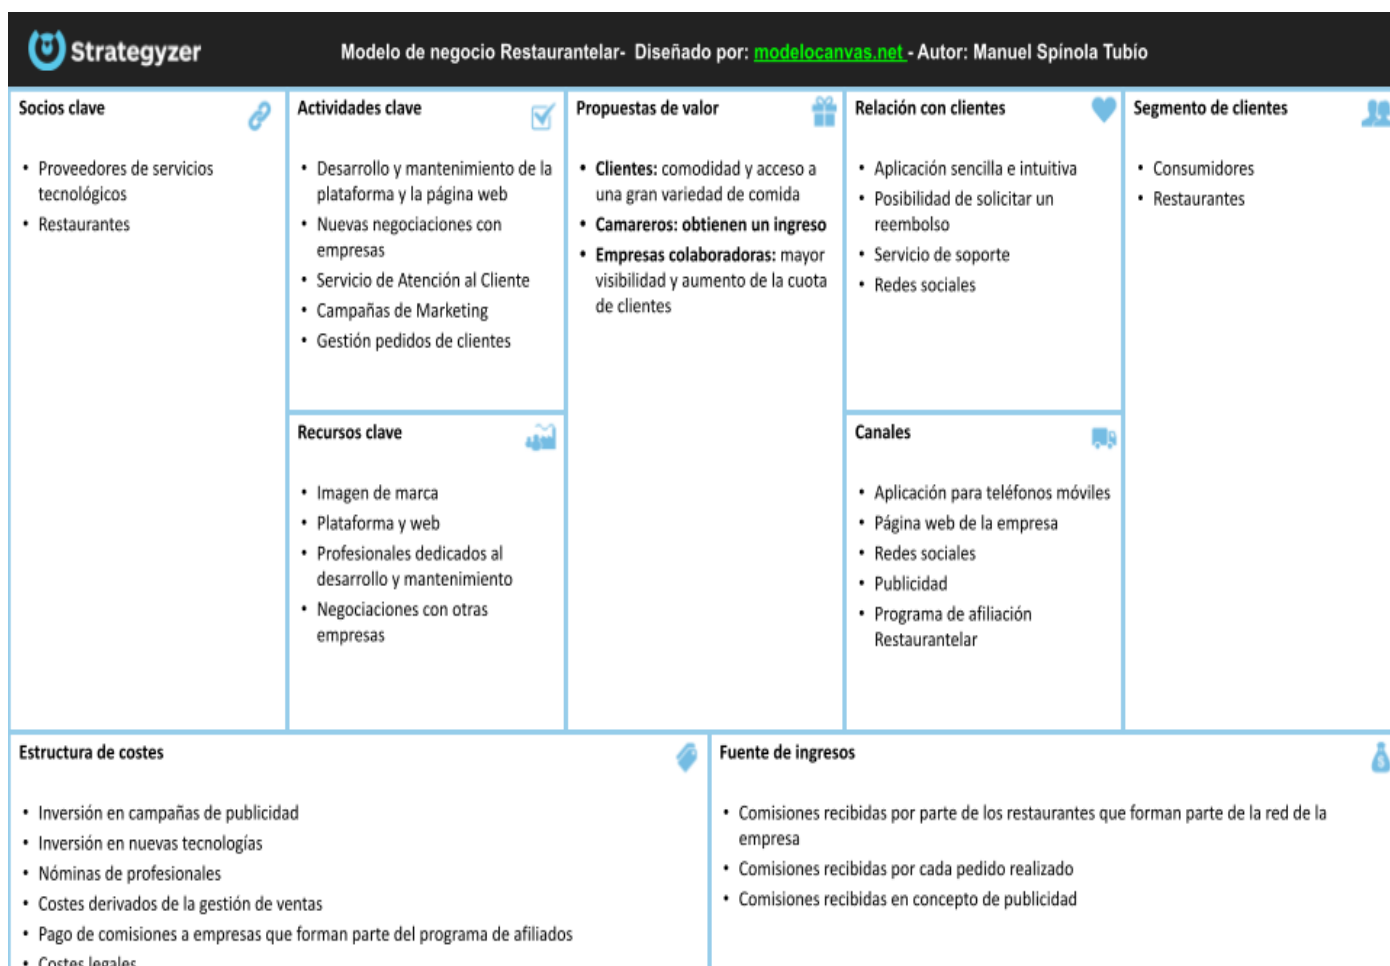 Strategyzer
Modelo de negocio Restaurantelar- Diseñado por: modelocanvas.net - Autor: Manuel Spínola Tubío
Socios clave
• Proveedores de servicios
tecnológicos
• Restaurantes
Actividades clave
• Desarrollo y mantenimiento de la
plataforma y la página web
• Nuevas negociaciones con
empresas
• Servicio de Atención al Cliente
• Campañas de Marketing
• Gestión pedidos de clientes
Recursos clave
• Imagen de marca
• Plataforma y web
• Profesionales dedicados al
desarrollo y mantenimiento
• Negociaciones con otras
empresas
Propuestas de valor
• Clientes: comodidad y acceso a
una gran variedad de comida
• Camareros: obtienen un ingreso
• Empresas colaboradoras: mayor
visibilidad y aumento de la cuota
de clientes
Relación con clientes
• Aplicación sencilla e intuitiva
• Posibilidad de solicitar un
reembolso
• Servicio de soporte
• Redes sociales
Canales
• Aplicación para teléfonos móviles
• Página web de la empresa
• Redes sociales
• Publicidad
• Programa de afiliación
Restaurantelar
Segmento de clientes
• Consumidores
• Restaurantes
Estructura de costes
• Inversión en campañas de publicidad
• Inversión en nuevas tecnologías
• Nóminas de profesionales
• Costes derivados de la gestión de ventas
• Pago de comisiones a empresas que forman parte del programa de afiliados
• Costes legales
Fuente de ingresos
• Comisiones recibidas por parte de los restaurantes que forman parte de la red de la
empresa
• Comisiones recibidas por cada pedido realizado
• Comisiones recibidas en concepto de publicidad